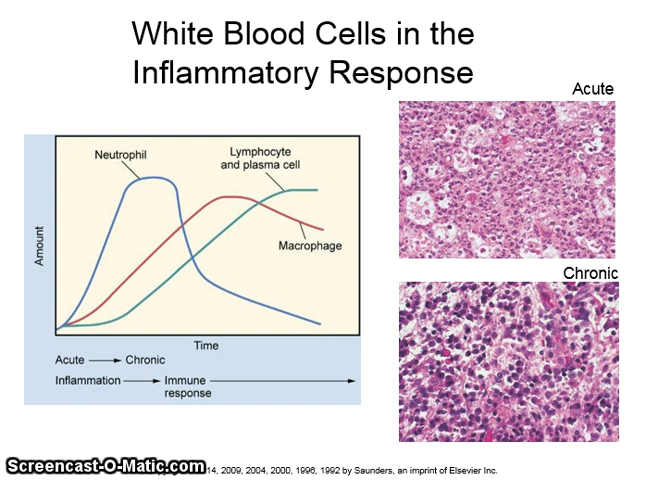 White Blood Cells in the
Inflammatory Response
Acute
Neutrophil
Lymphocyte
and plasma cell
Macrophage
Amount
Time
Acute
Chronic
Inflammation
Immune
response
Chronic
Screencast-O-Matic.com
14, 2009, 2004, 2000, 1996, 1992 by Saunders, an imprint of Elsevier Inc.